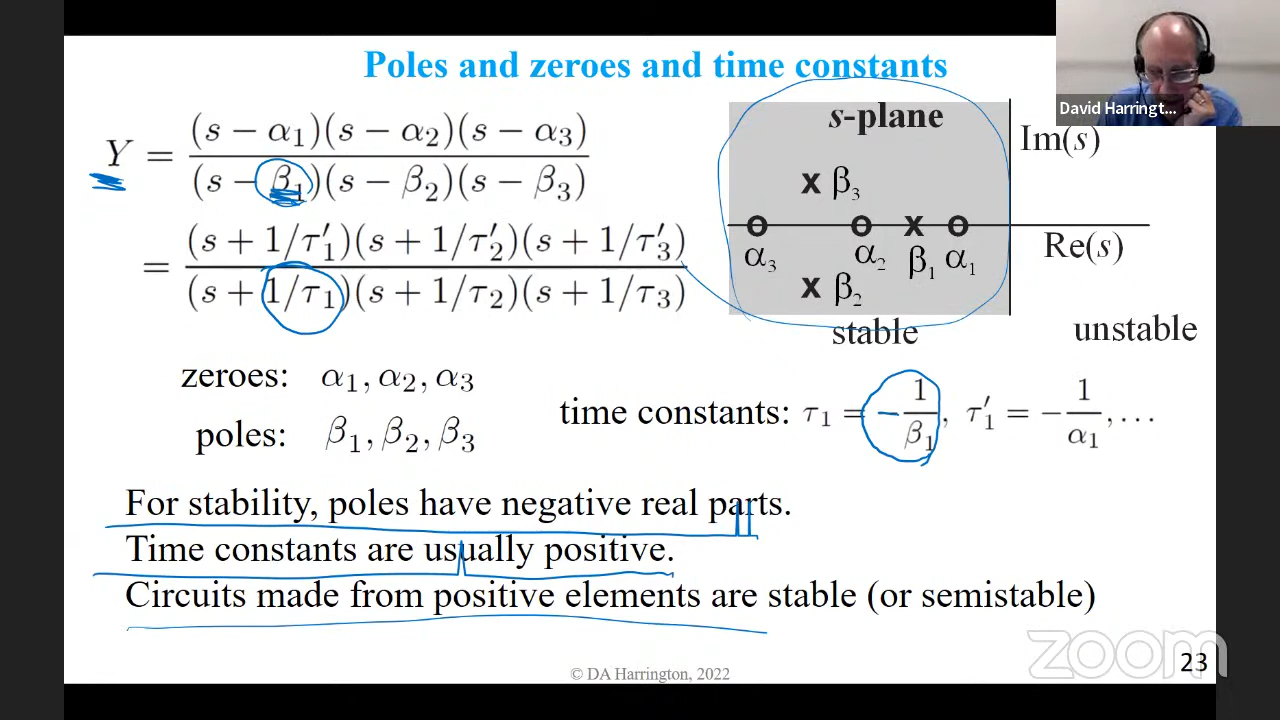 Poles and zeroes and time constants
David Harringt...
Y = (s − α₁)(s − α₂)(s − α₃) / (s − β₁)(s − β₂)(s − β₃)
= (s + 1/τ′₁)(s + 1/τ′₂)(s + 1/τ′₃) / (s + 1/τ₁)(s + 1/τ₂)(s + 1/τ₃)
s-plane
Im(s)
x β₃
o o x o
α₃ α₂ β₁ α₁
Re(s)
x β₂
stable unstable
zeroes: α₁, α₂, α₃
poles: β₁, β₂, β₃
time constants: τ₁ = −1/β₁, τ′₁ = −1/α₁, …
For stability, poles have negative real parts.
Time constants are usually positive.
Circuits made from positive elements are stable (or semistable)
zoom
23
© DA Harrington, 2022